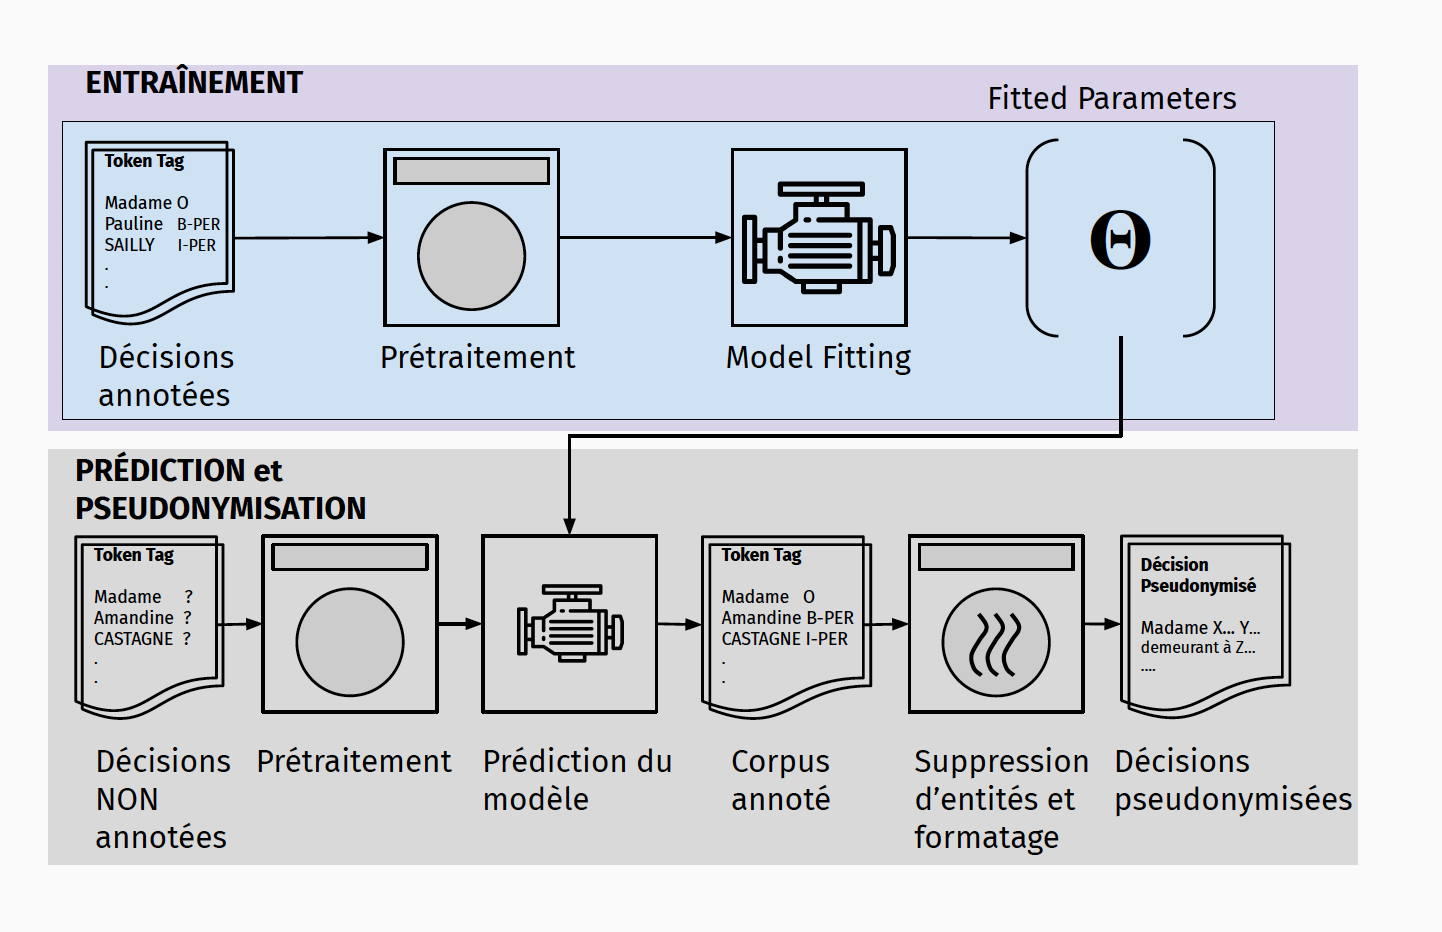 ENTRAÎNEMENT
Fitted Parameters
Token Tag
Madame O
Pauline B-PER
SAILLY I-PER
.
.
Θ
Décisions
annotées
Prétraitement
Model Fitting
PRÉDICTION et
PSEUDONYMISATION
Token Tag
Madame ?
Amandine ?
CASTAGNE ?
.
.
Token Tag
Madame O
Amandine B-PER
CASTAGNE I-PER
.
.
Décision
Pseudonymisé
Madame X... Y...
demeurant à Z...
....
Décisions
NON
annotées
Prétraitement
Prédiction du
modèle
Corpus
annoté
Suppression
d’entités et
formatage
Décisions
pseudonymisées